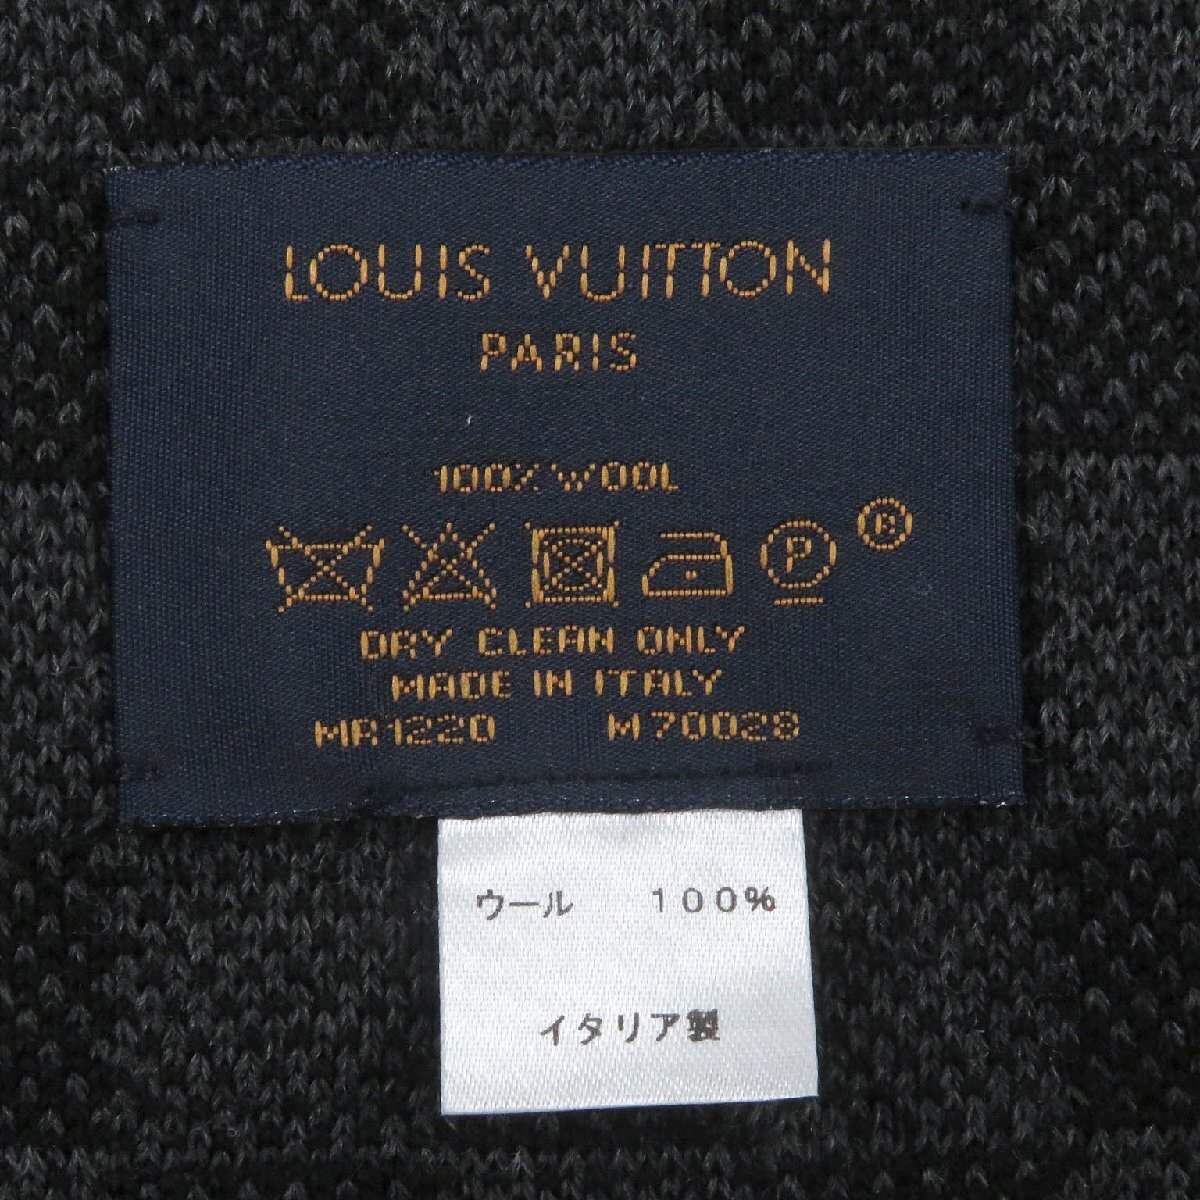 LOUIS VUITTON
PARIS
100% WOOL
P ®
DRY CLEAN ONLY
MADE IN ITALY
MR1220 M70028
ウール 100%
イタリア製